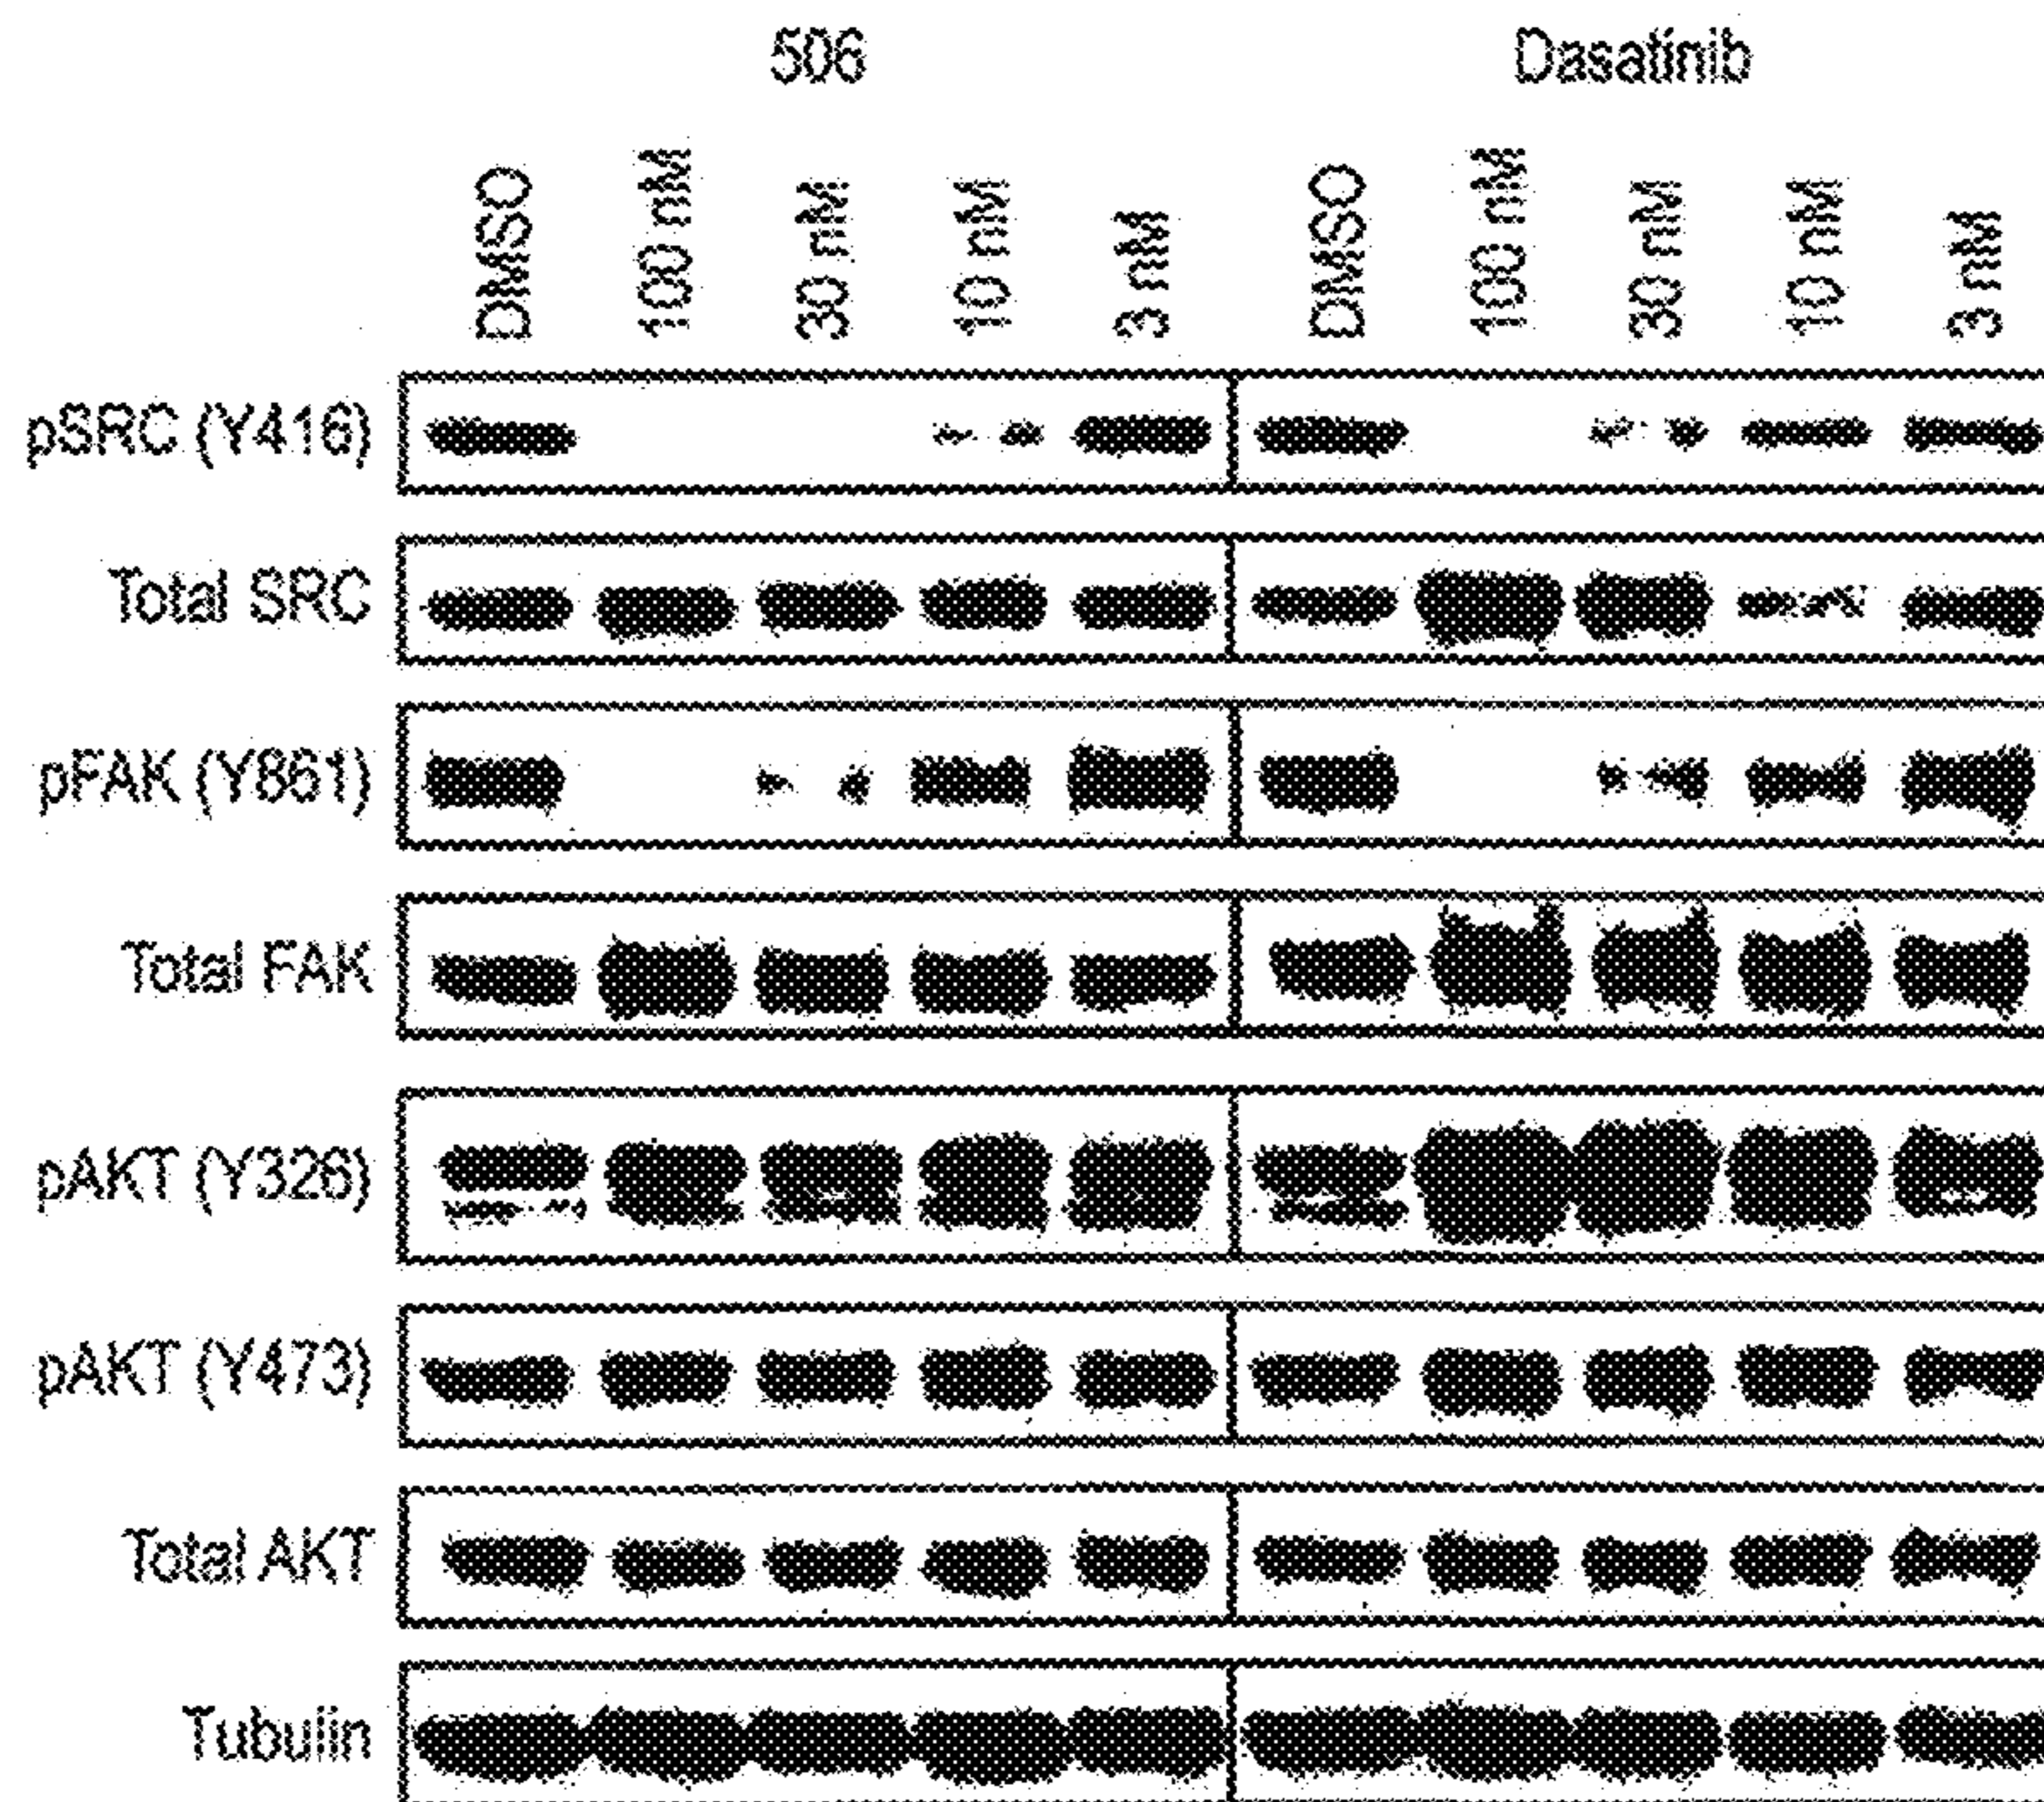 506 Dasatinib
DMSO 100 nM 30 nM 10 nM 3 nM DMSO 100 nM 30 nM 10 nM 3 nM
pSRC (Y416)
Total SRC
pFAK (Y861)
Total FAK
pAKT (Y326)
pAKT (Y473)
Total AKT
Tubulin